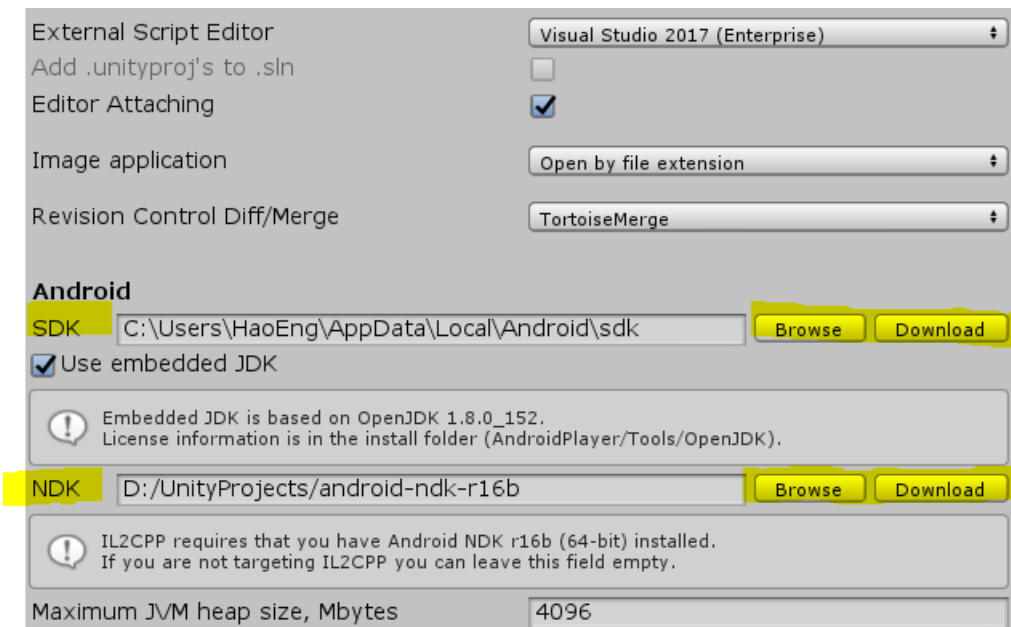 External Script Editor Visual Studio 2017 (Enterprise)
Add .unityproj's to .sln
Editor Attaching
Image application Open by file extension
Revision Control Diff/Merge TortoiseMerge
Android
SDK C:\Users\HaoEng\AppData\Local\Android\sdk Browse Download
Use embedded JDK
Embedded JDK is based on OpenJDK 1.8.0_152.
License information is in the install folder (AndroidPlayer/Tools/OpenJDK).
NDK D:/UnityProjects/android-ndk-r16b Browse Download
IL2CPP requires that you have Android NDK r16b (64-bit) installed.
If you are not targeting IL2CPP you can leave this field empty.
Maximum JVM heap size, Mbytes 4096